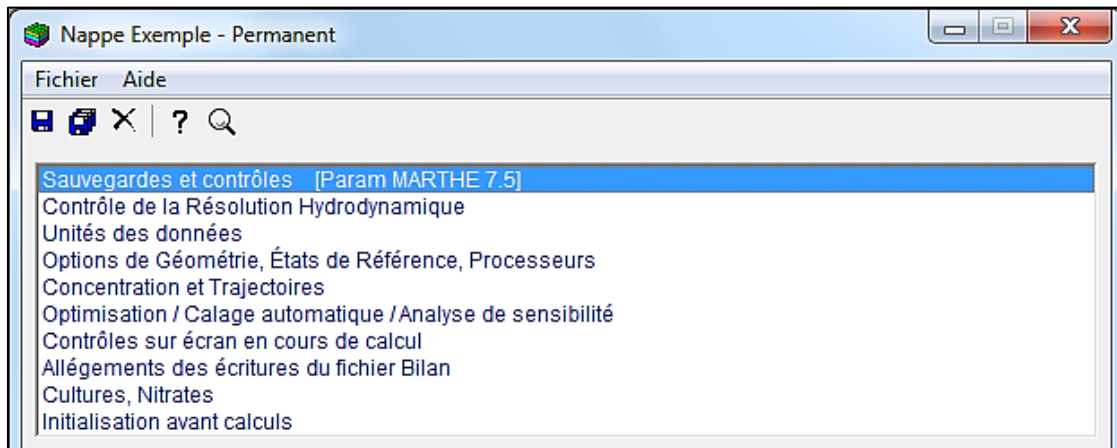 Nappe Exemple - Permanent
Fichier Aide
?
Sauvegardes et contrôles [Param MARTHE 7.5]
Contrôle de la Résolution Hydrodynamique
Unités des données
Options de Géométrie, États de Référence, Processeurs
Concentration et Trajectoires
Optimisation / Calage automatique / Analyse de sensibilité
Contrôles sur écran en cours de calcul
Allégements des écritures du fichier Bilan
Cultures, Nitrates
Initialisation avant calculs